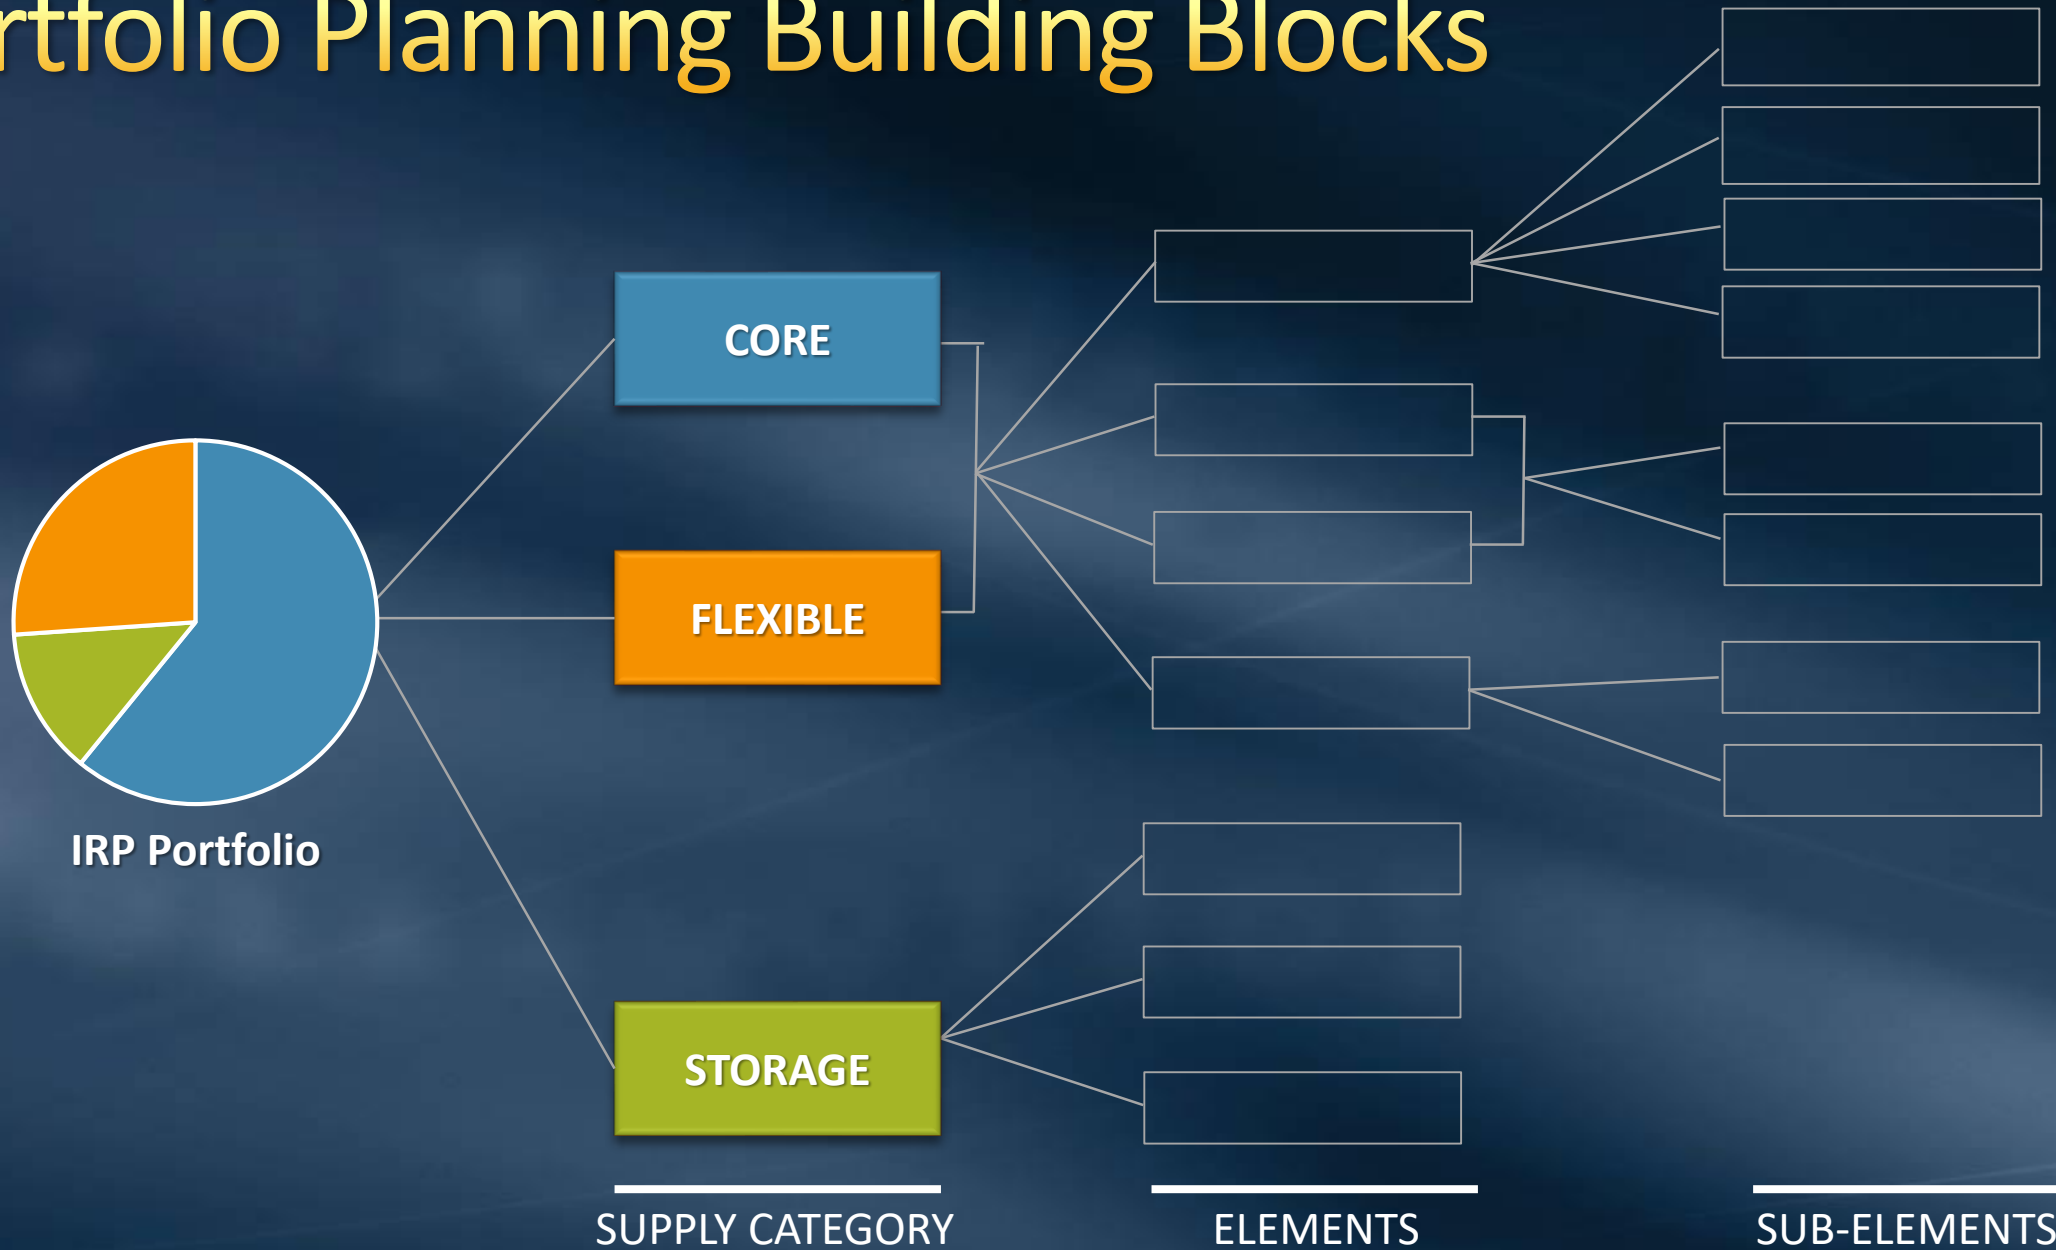 rtfolio Planning Building Blocks
CORE
FLEXIBLE
IRP Portfolio
STORAGE
SUPPLY CATEGORY
ELEMENTS
SUB-ELEMENTS